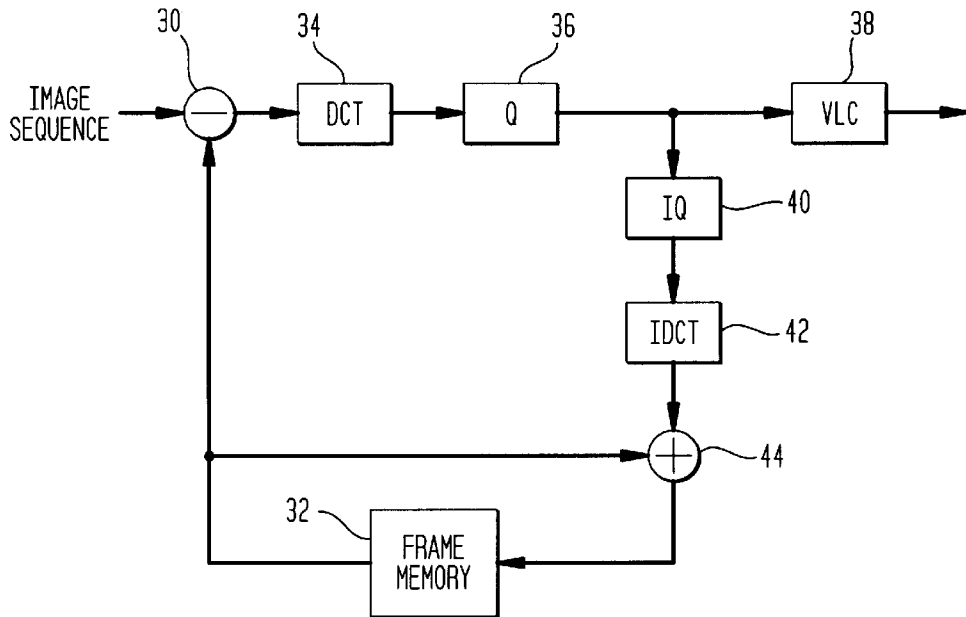 30
34
36
38
IMAGE
SEQUENCE
−
DCT
Q
VLC
IQ
40
IDCT
42
+
44
32
FRAME
MEMORY